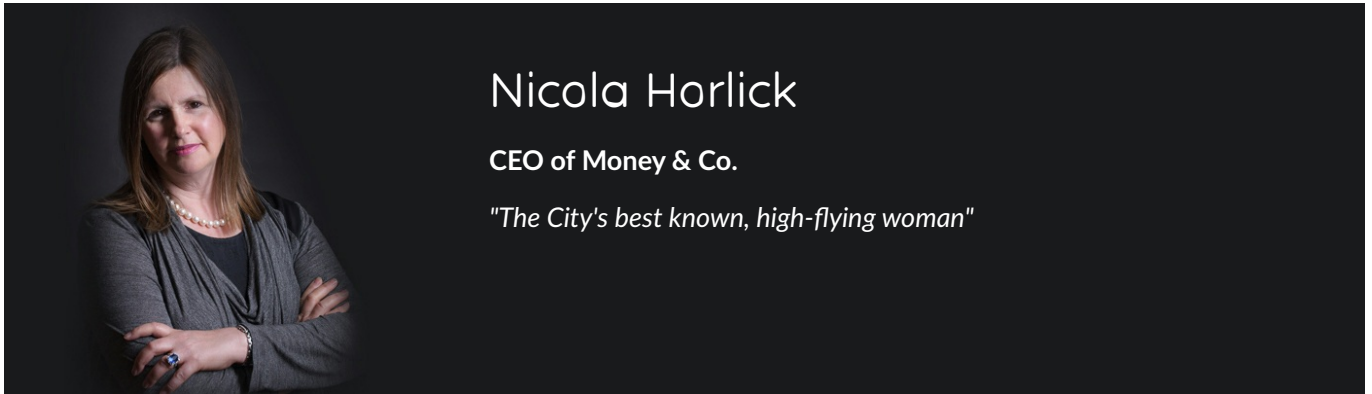 Nicola Horlick
CEO of Money & Co.
"The City's best known, high-flying woman"